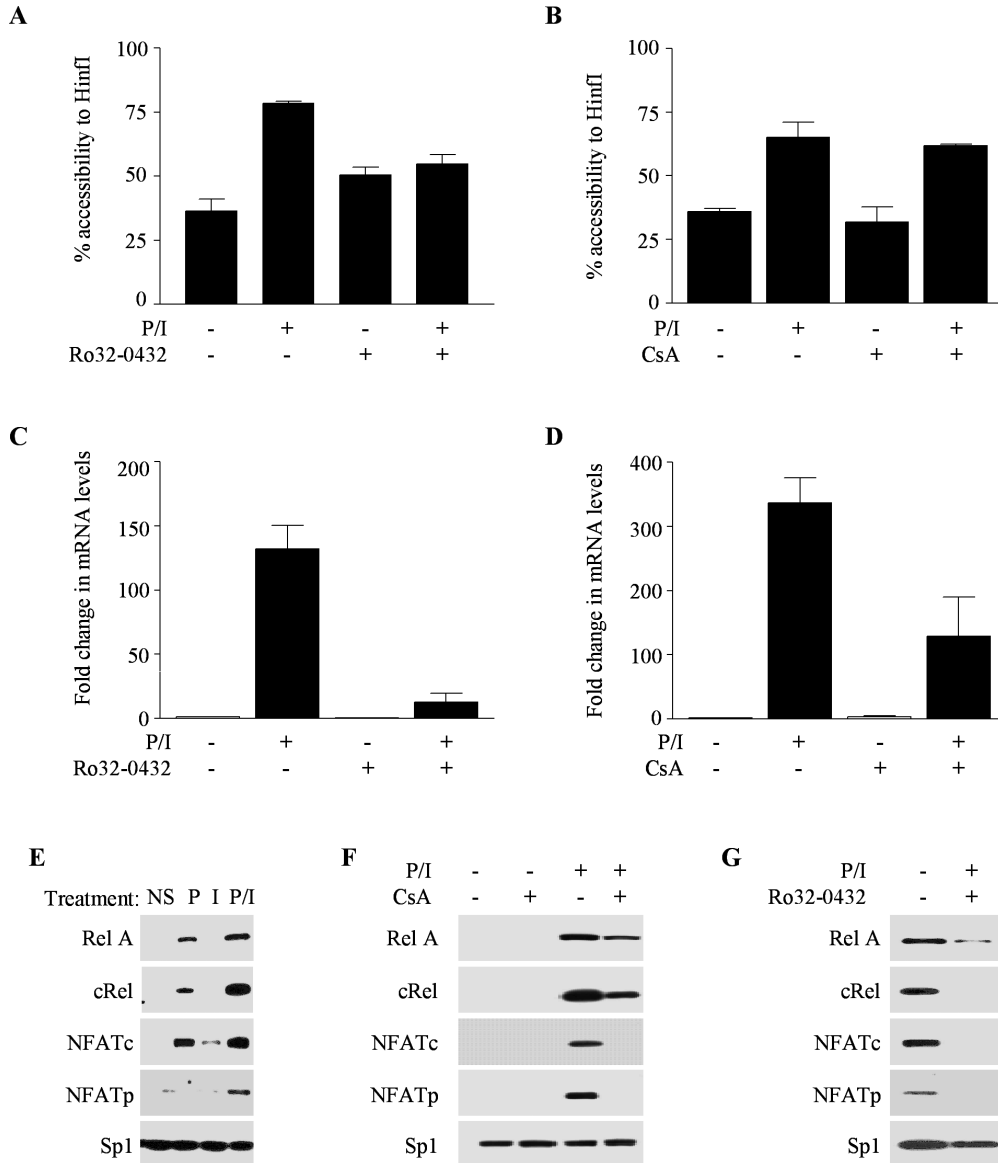 A
% accessibility to HinfI
100
75
50
25
0
P/I - + - +
Ro32-0432 - - + +
B
% accessibility to HinfI
100
75
50
25
0
P/I - + - +
CsA - - + +
C
Fold change in mRNA levels
200
150
100
50
0
P/I - + - +
Ro32-0432 - - + +
D
Fold change in mRNA levels
400
300
200
100
0
P/I - + - +
CsA - - + +
E
Treatment: NS P I P/I
Rel A
cRel
NFATc
NFATp
Sp1
F
P/I - - + +
CsA - + - +
Rel A
cRel
NFATc
NFATp
Sp1
G
P/I - +
Ro32-0432 - +
Rel A
cRel
NFATc
NFATp
Sp1